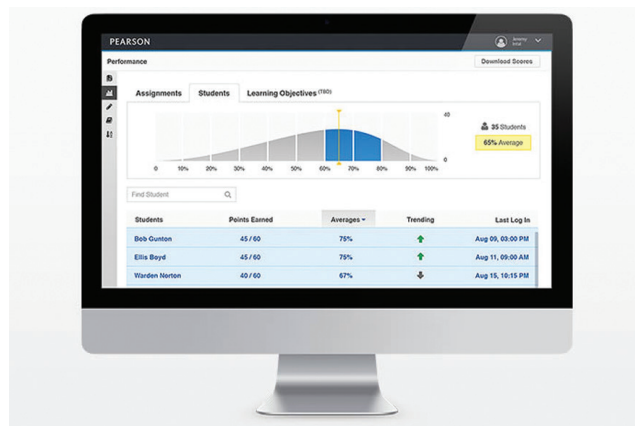 PEARSON
Jeremy
Performance
Download Scores
Assignments Students Learning Objectives (TBD)
40
0
35 Students
65% Average
0 10% 20% 30% 40% 50% 60% 70% 80% 90% 100%
Find Student
Students Points Earned Averages Trending Last Log In
Bob Gunton 45 / 60 75% Aug 09, 03:00 PM
Ellis Boyd 45 / 60 75% Aug 11, 09:00 AM
Warden Norton 40 / 60 67% Aug 15, 10:15 PM